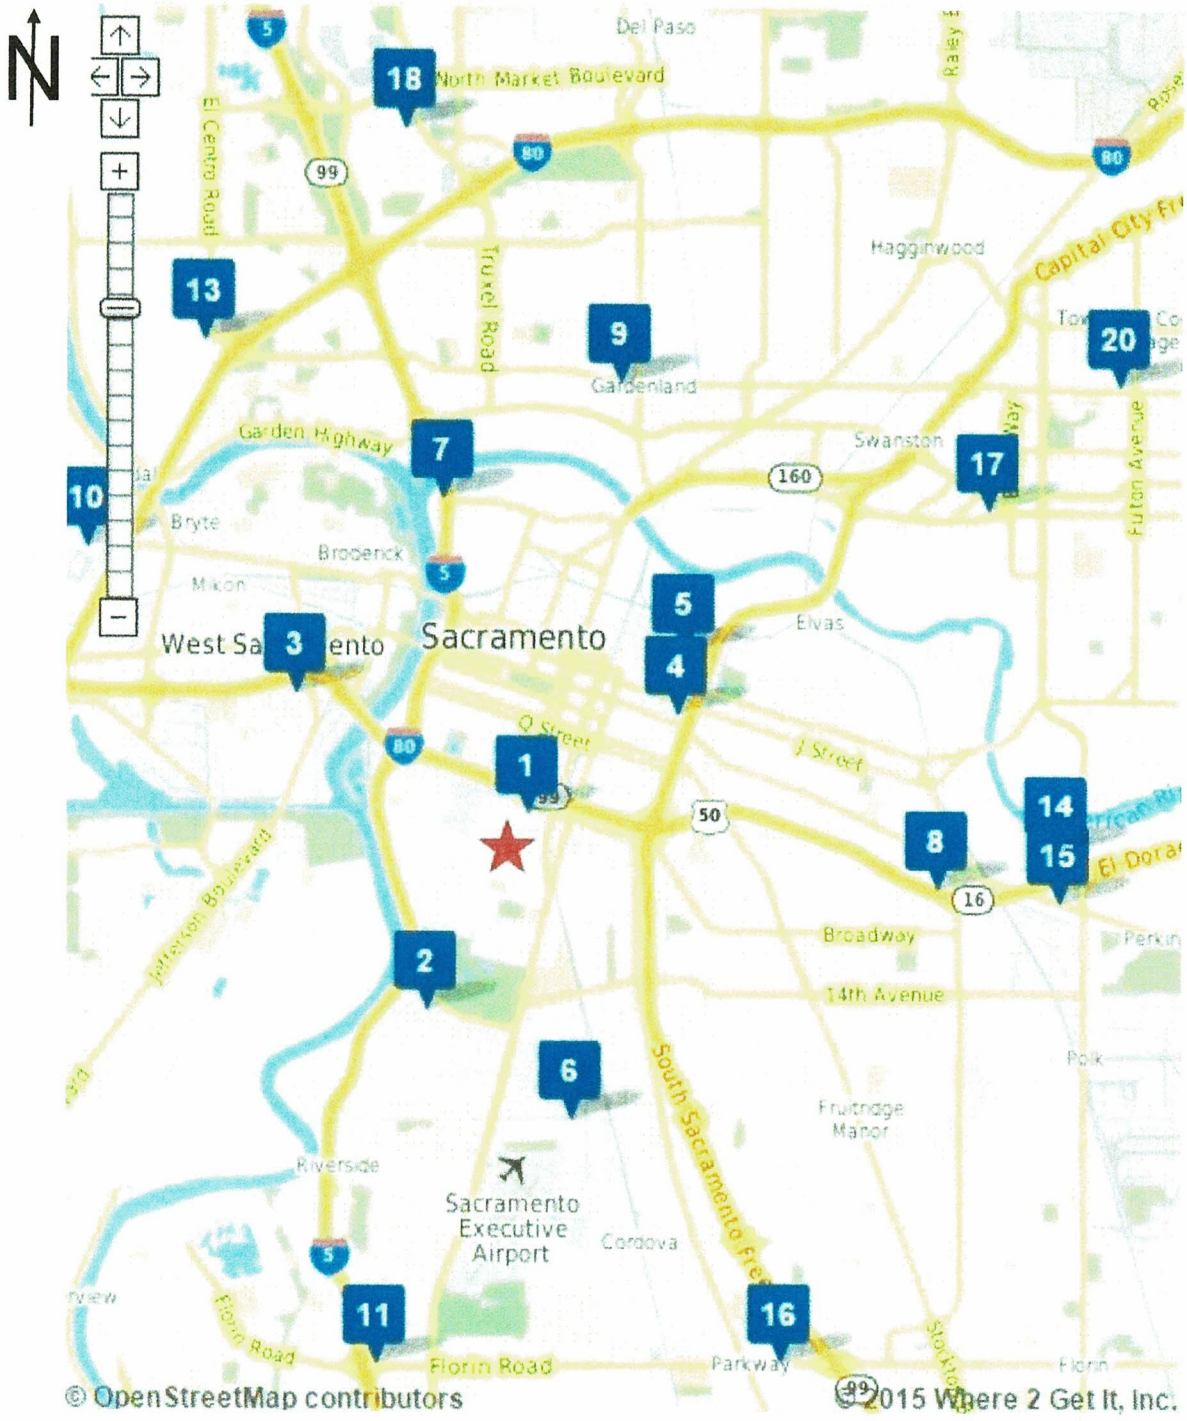 N
5
Del Paso
18
North Market Boulevard
El Centro Road
99
80
80
Capital City
Hagginwood
Truxel Road
13
9
20
Gardenland
Garden Highway
7
Swanston
17
Way
Fulton Avenue
160
10
Bryte
Broderick
5
Mikon
5
Elvas
West Sa
3
ento
Sacramento
4
Q Street
J Street
80
1
99
50
14
8
15
El Dora
16
Jefferson Boulevard
Broadway
Perkin
2
14th Avenue
6
Polk
South Sacramento Free
Fruitridge
Manor
Riverside
Sacramento
Executive
Airport
Cordova
5
rview
11
16
Florin Road
Florin Road
Parkway
Florin
99
© OpenStreetMap contributors
© 2015 Where 2 Get It, Inc.